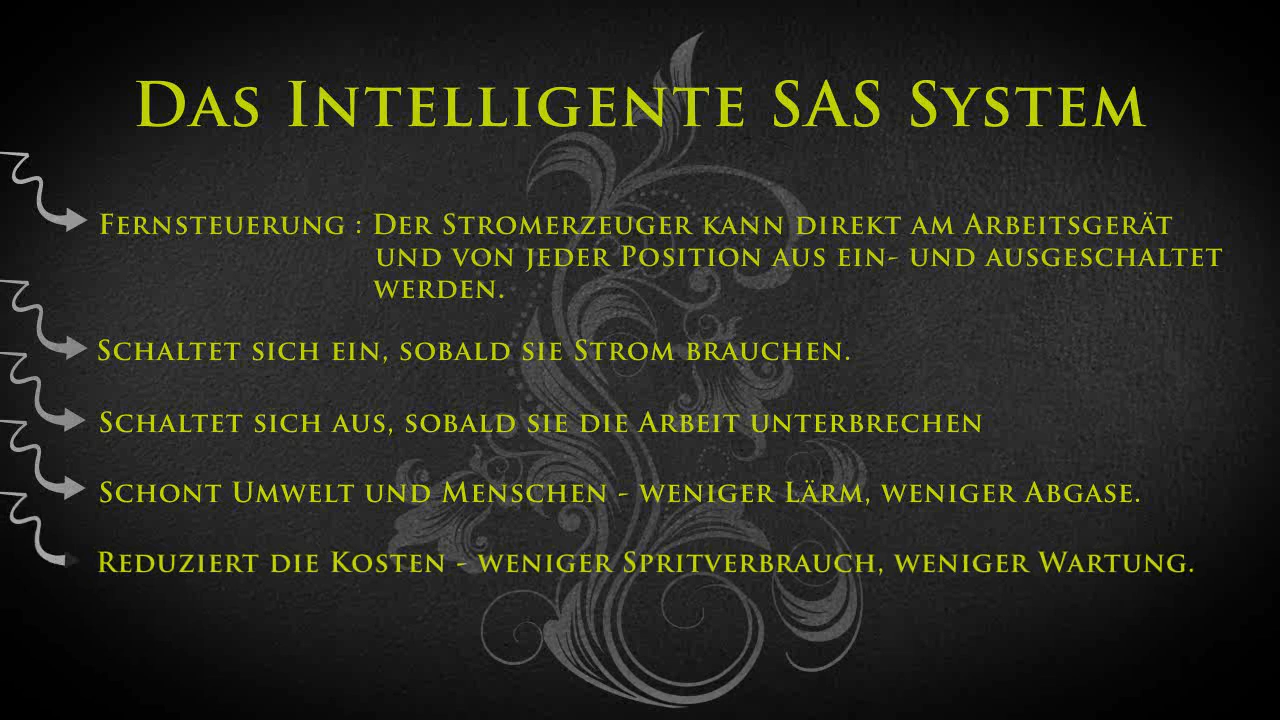 Das Intelligente SAS System
Fernsteuerung : Der Stromerzeuger kann direkt am Arbeitsgerät
und von jeder Position aus ein- und ausgeschaltet
werden.
Schaltet sich ein, sobald sie Strom brauchen.
Schaltet sich aus, sobald sie die Arbeit unterbrechen
Schont Umwelt und Menschen - weniger Lärm, weniger Abgase.
Reduziert die Kosten - weniger Spritverbrauch, weniger Wartung.